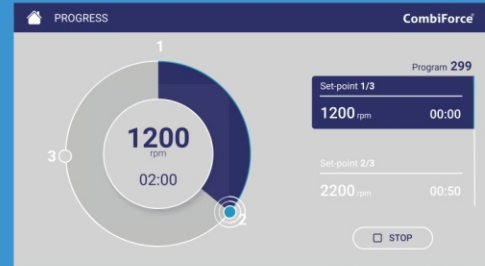 PROGRESS
CombiForce
1
Program 299
Set-point 1/3
1200 rpm 00:00
1200
rpm
02:00
3
2
Set-point 2/3
2200 rpm 00:50
STOP